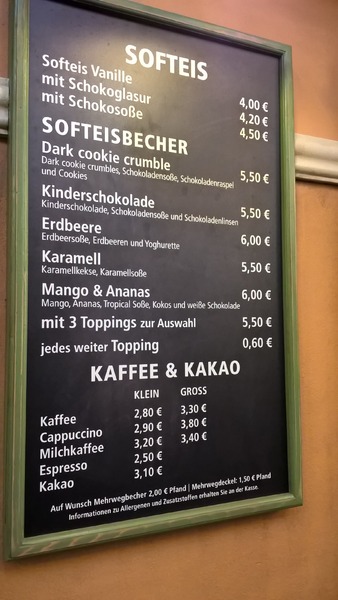 SOFTEIS
Softeis Vanille 4,00 €
mit Schokoglasur 4,20 €
mit Schokosoße 4,50 €
SOFTEISBECHER
Dark cookie crumble 5,50 €
Dark cookie crumbles, Schokoladensoße, Schokoladenraspel
und Cookies
Kinderschokolade 5,50 €
Kinderschokolade, Schokoladensoße und Schokoladenlinsen
Erdbeere 6,00 €
Erdbeersoße, Erdbeeren und Yoghurette
Karamell 5,50 €
Karamellkekse, Karamellsoße
Mango & Ananas 6,00 €
Mango, Ananas, Tropical Soße, Kokos und weiße Schokolade
mit 3 Toppings zur Auswahl 5,50 €
jedes weiter Topping 0,60 €
KAFFEE & KAKAO
KLEIN GROSS
Kaffee 2,80 € 3,30 €
Cappuccino 2,90 € 3,80 €
Milchkaffee 3,20 € 3,40 €
Espresso 2,50 €
Kakao 3,10 €
Auf Wunsch Mehrwegbecher 2,00 € Pfand | Mehrwegdeckel: 1,50 € Pfand
Informationen zu Allergenen und Zusatzstoffen erhalten Sie an der Kasse.